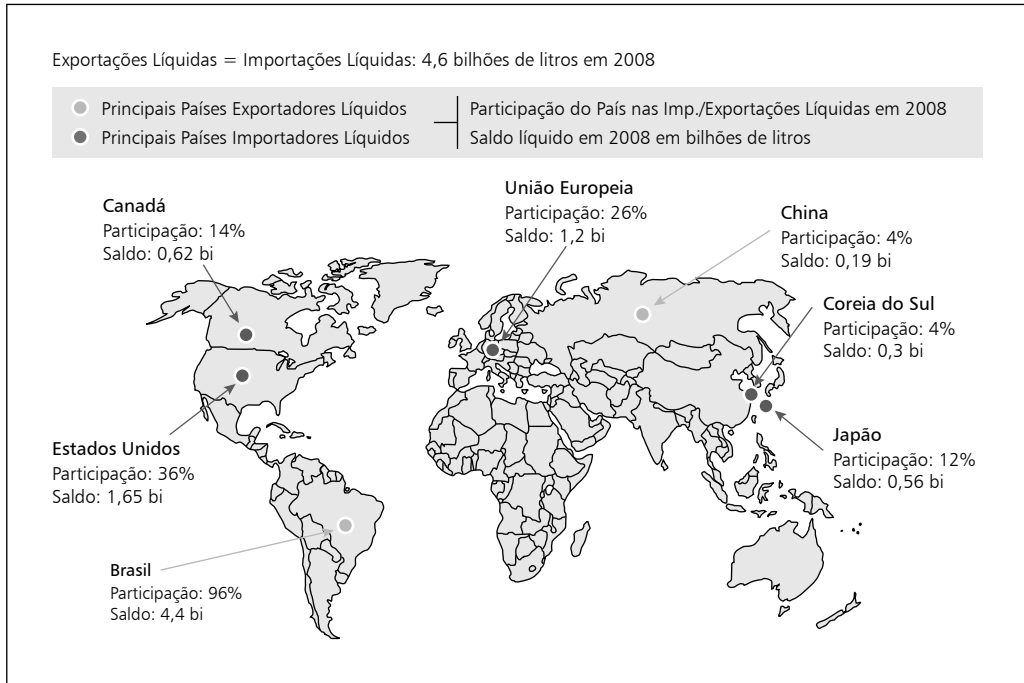 Exportações Líquidas = Importações Líquidas: 4,6 bilhões de litros em 2008
Principais Países Exportadores Líquidos
Principais Países Importadores Líquidos
Participação do País nas Imp./Exportações Líquidas em 2008
Saldo líquido em 2008 em bilhões de litros
Canadá
Participação: 14%
Saldo: 0,62 bi
União Europeia
Participação: 26%
Saldo: 1,2 bi
China
Participação: 4%
Saldo: 0,19 bi
Coreia do Sul
Participação: 4%
Saldo: 0,3 bi
Estados Unidos
Participação: 36%
Saldo: 1,65 bi
Japão
Participação: 12%
Saldo: 0,56 bi
Brasil
Participação: 96%
Saldo: 4,4 bi